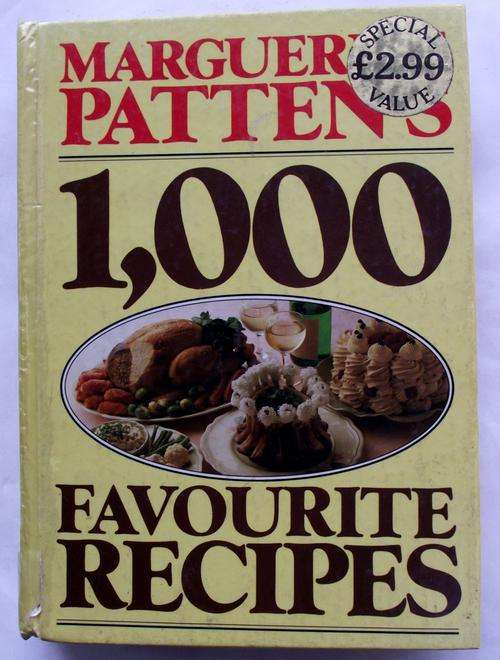 MARGUER
PATTEN'S
SPECIAL
£2.99
VALUE
1,000
FAVOURITE
RECIPES